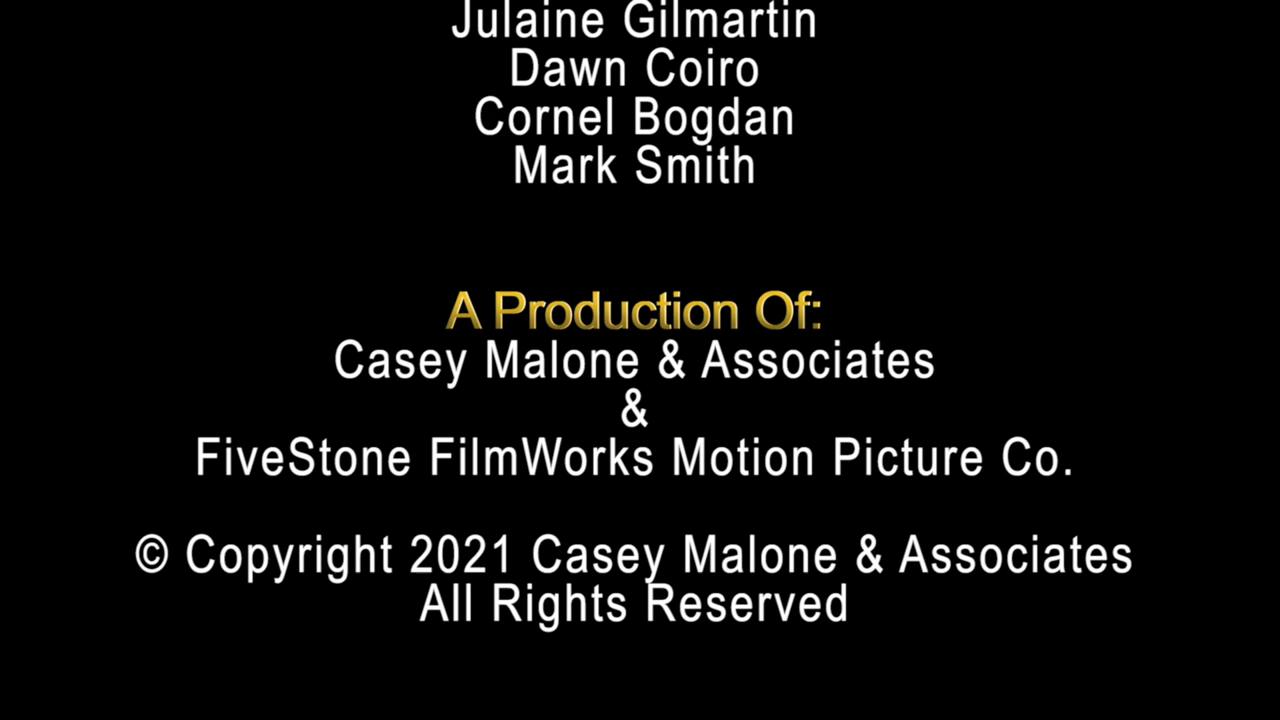 Julaine Gilmartin
Dawn Coiro
Cornel Bogdan
Mark Smith
A Production Of:
Casey Malone & Associates
&
FiveStone FilmWorks Motion Picture Co.
© Copyright 2021 Casey Malone & Associates
All Rights Reserved